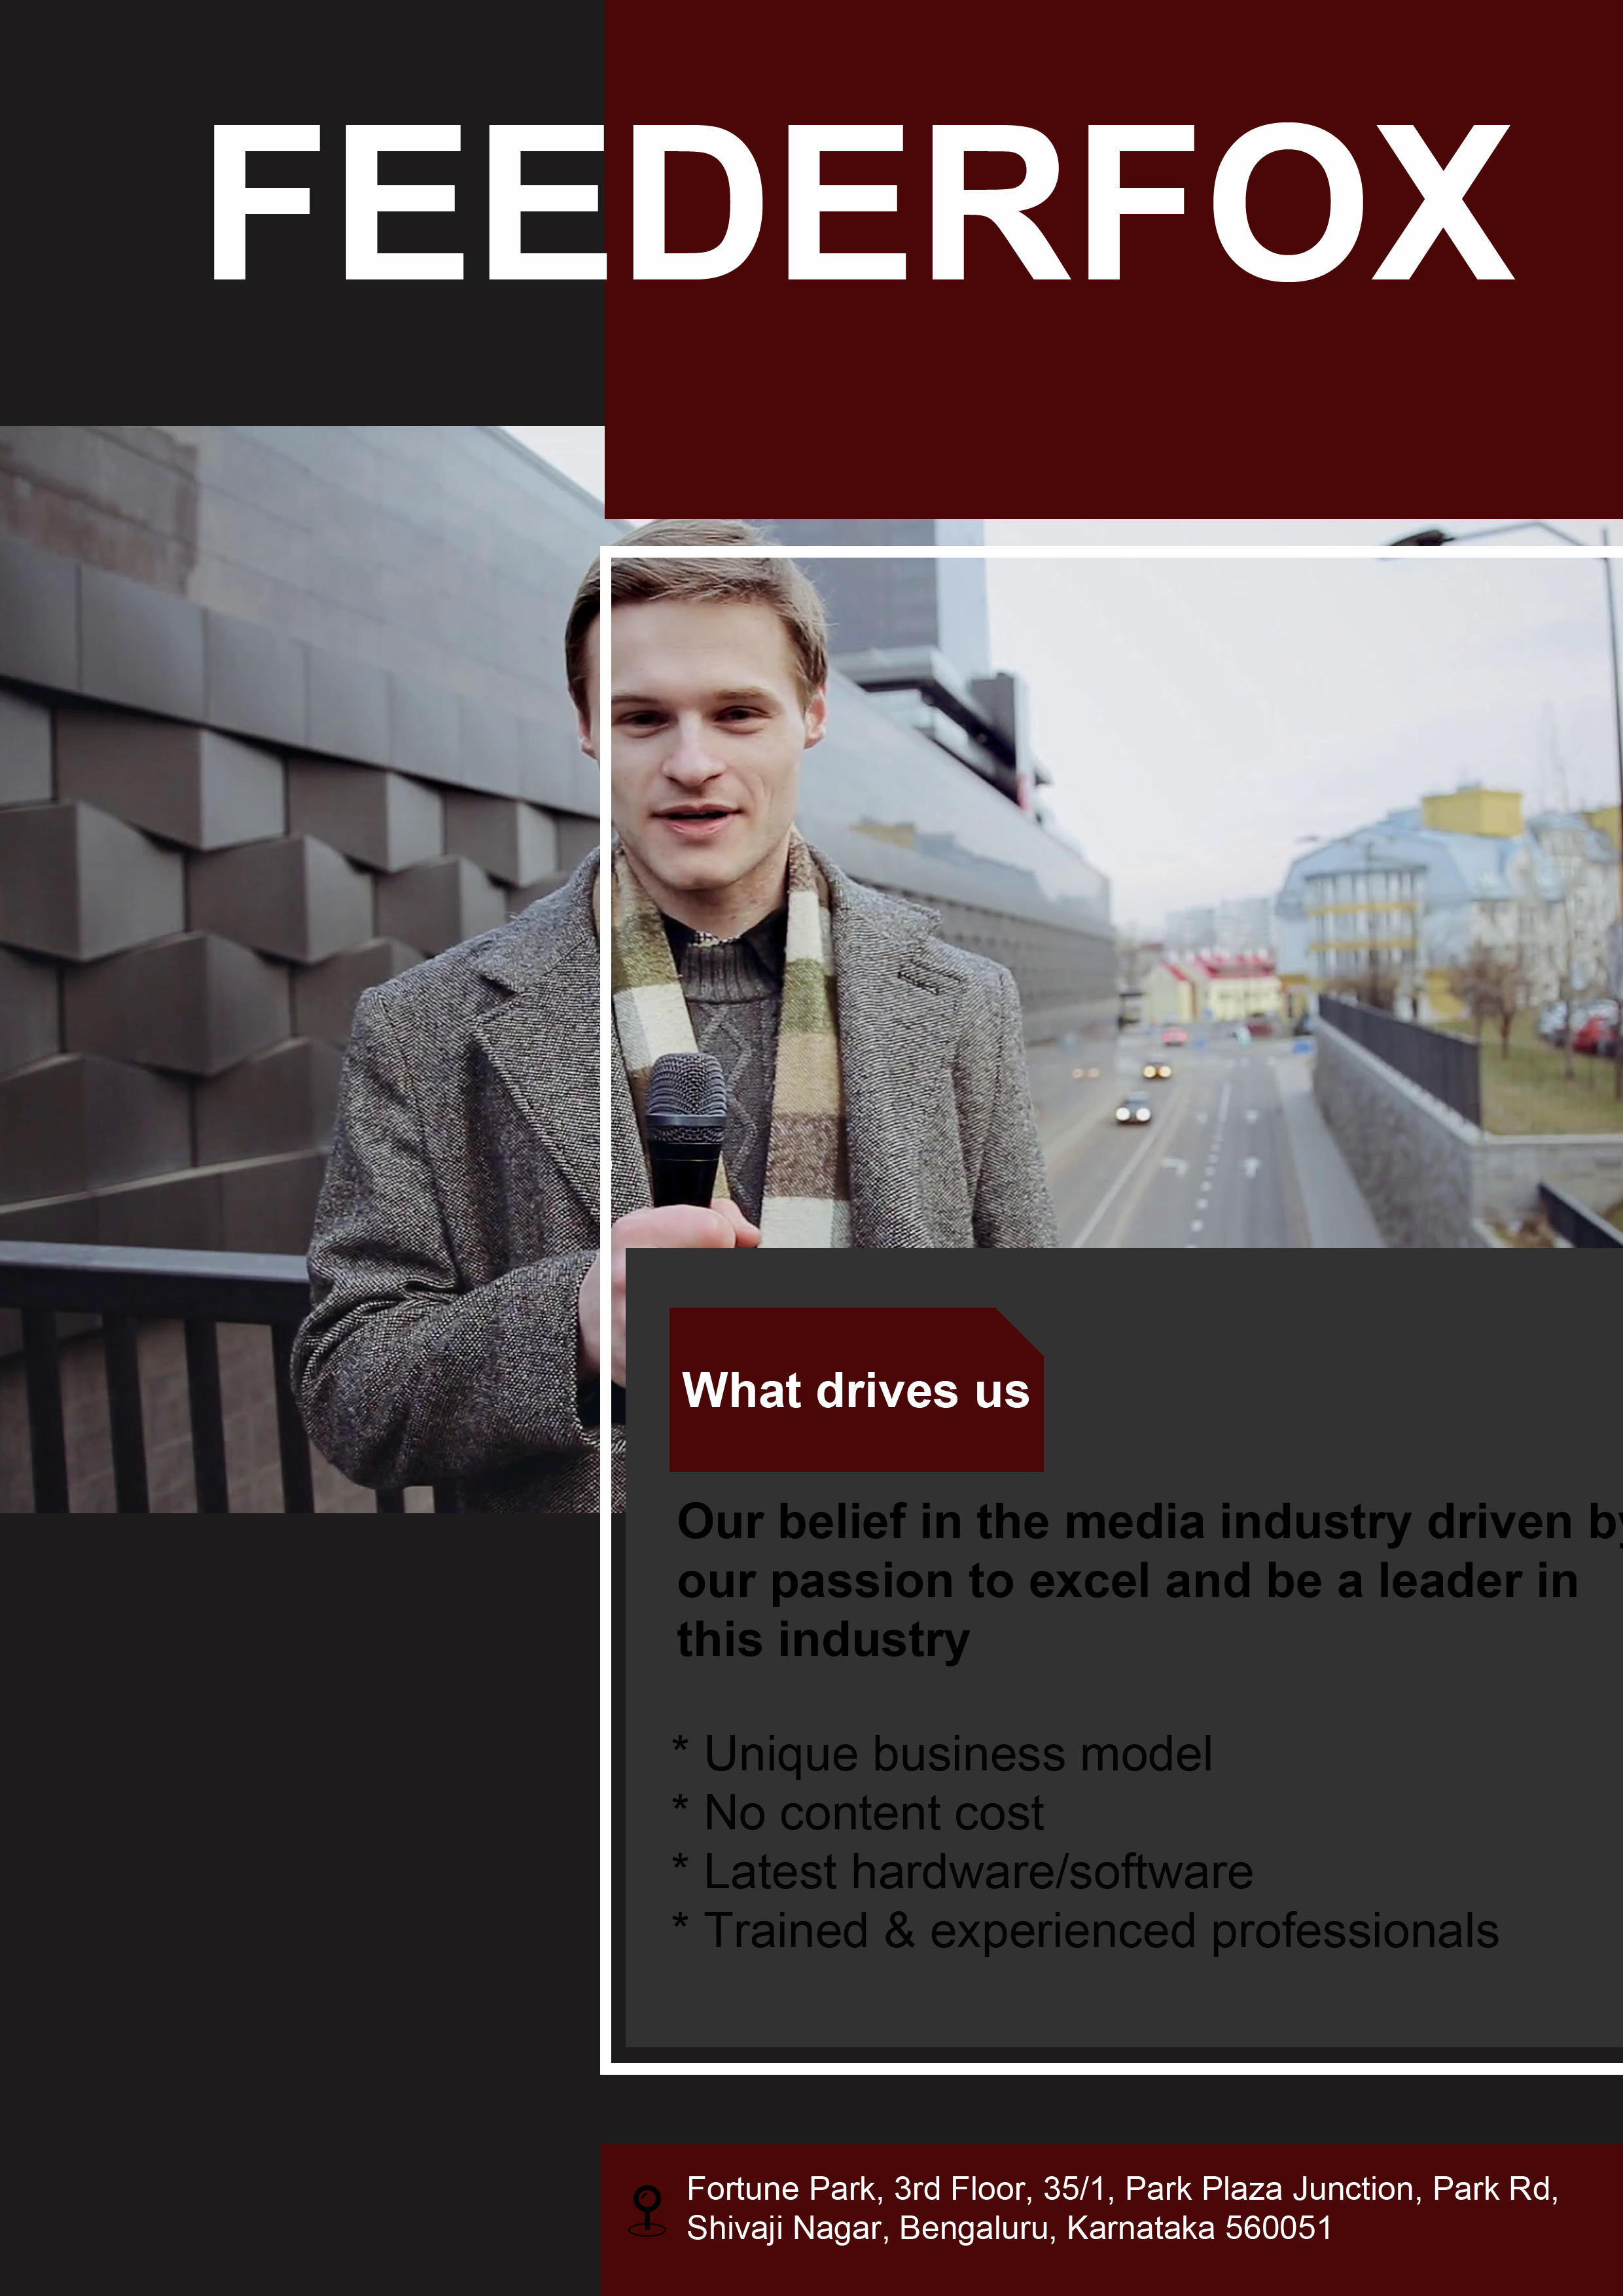 FEEDERFOX
What drives us
Our belief in the media industry driven by
our passion to excel and be a leader in
this industry
* Unique business model
* No content cost
* Latest hardware/software
* Trained & experienced professionals
Fortune Park, 3rd Floor, 35/1, Park Plaza Junction, Park Rd,
Shivaji Nagar, Bengaluru, Karnataka 560051